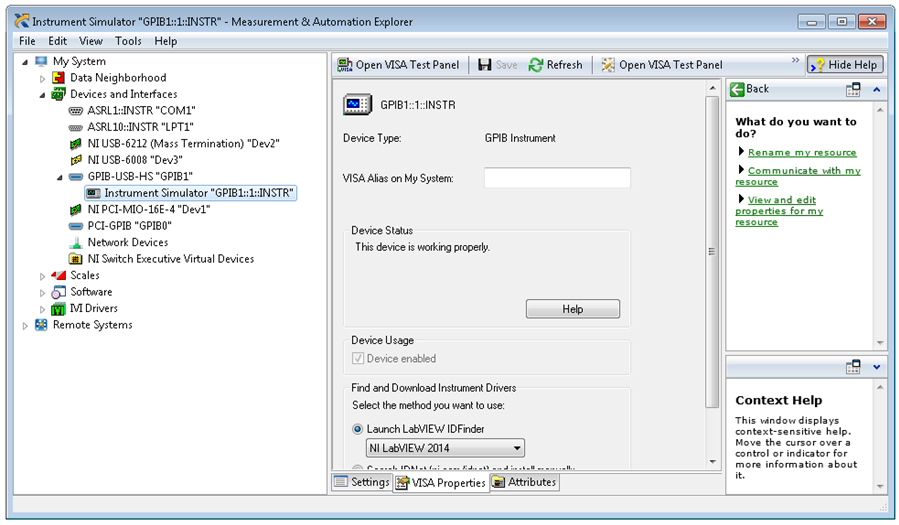 Instrument Simulator "GPIB1::1::INSTR" - Measurement & Automation Explorer
File Edit View Tools Help
My System
Data Neighborhood
Devices and Interfaces
ASRL1::INSTR "COM1"
ASRL10::INSTR "LPT1"
NI USB-6212 (Mass Termination) "Dev2"
NI USB-6008 "Dev3"
GPIB-USB-HS "GPIB1"
Instrument Simulator "GPIB1::1::INSTR"
NI PCI-MIO-16E-4 "Dev1"
PCI-GPIB "GPIB0"
Network Devices
NI Switch Executive Virtual Devices
Scales
Software
IVI Drivers
Remote Systems
Open VISA Test Panel Save Refresh Open VISA Test Panel » Hide Help
GPIB1::1::INSTR
Device Type: GPIB Instrument
VISA Alias on My System:
Device Status
This device is working properly.
Help
Device Usage
Device enabled
Find and Download Instrument Drivers
Select the method you want to use:
Launch LabVIEW IDFinder
NI LabVIEW 2014
Settings VISA Properties Attributes
Back
What do you want to
do?
Rename my resource
Communicate with my
resource
View and edit
properties for my
resource
Context Help
This window displays
context-sensitive help.
Move the cursor over a
control or indicator for
more information about
it.